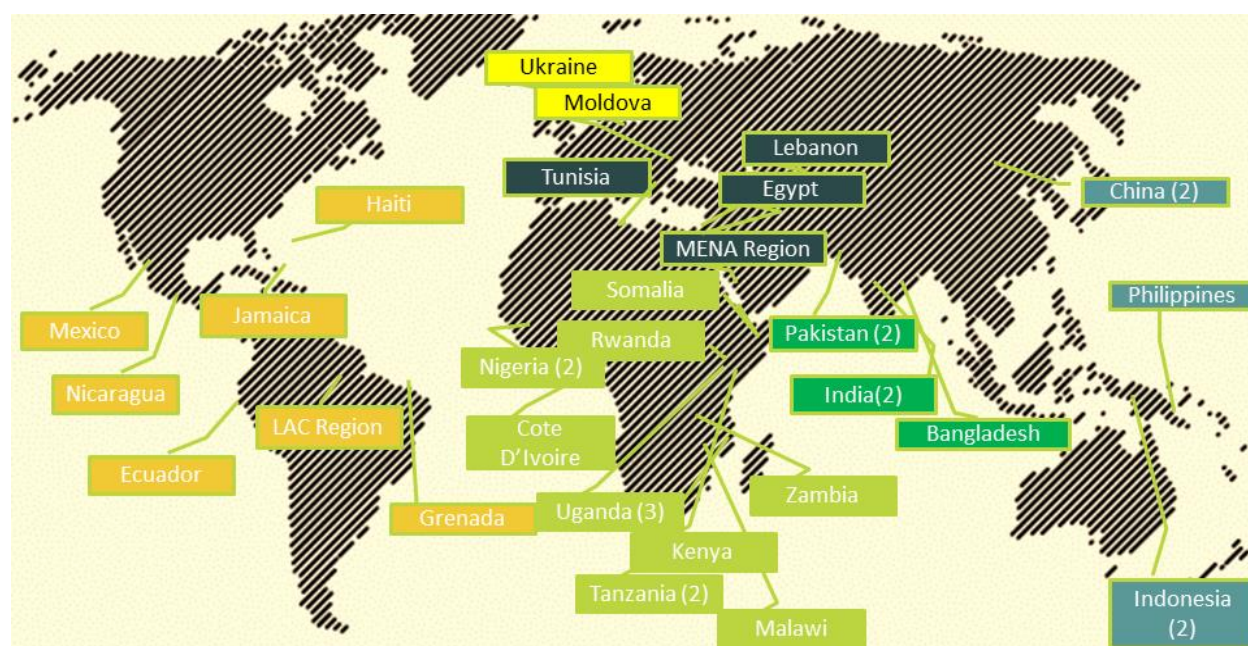 Ukraine
Moldova
Lebanon
Tunisia
Egypt
China (2)
Haiti
MENA Region
Somalia
Philippines
Jamaica
Mexico
Rwanda
Pakistan (2)
Nigeria (2)
Nicaragua
India(2)
LAC Region
Cote
D'Ivoire
Bangladesh
Ecuador
Zambia
Grenada
Uganda (3)
Kenya
Tanzania (2)
Indonesia
(2)
Malawi